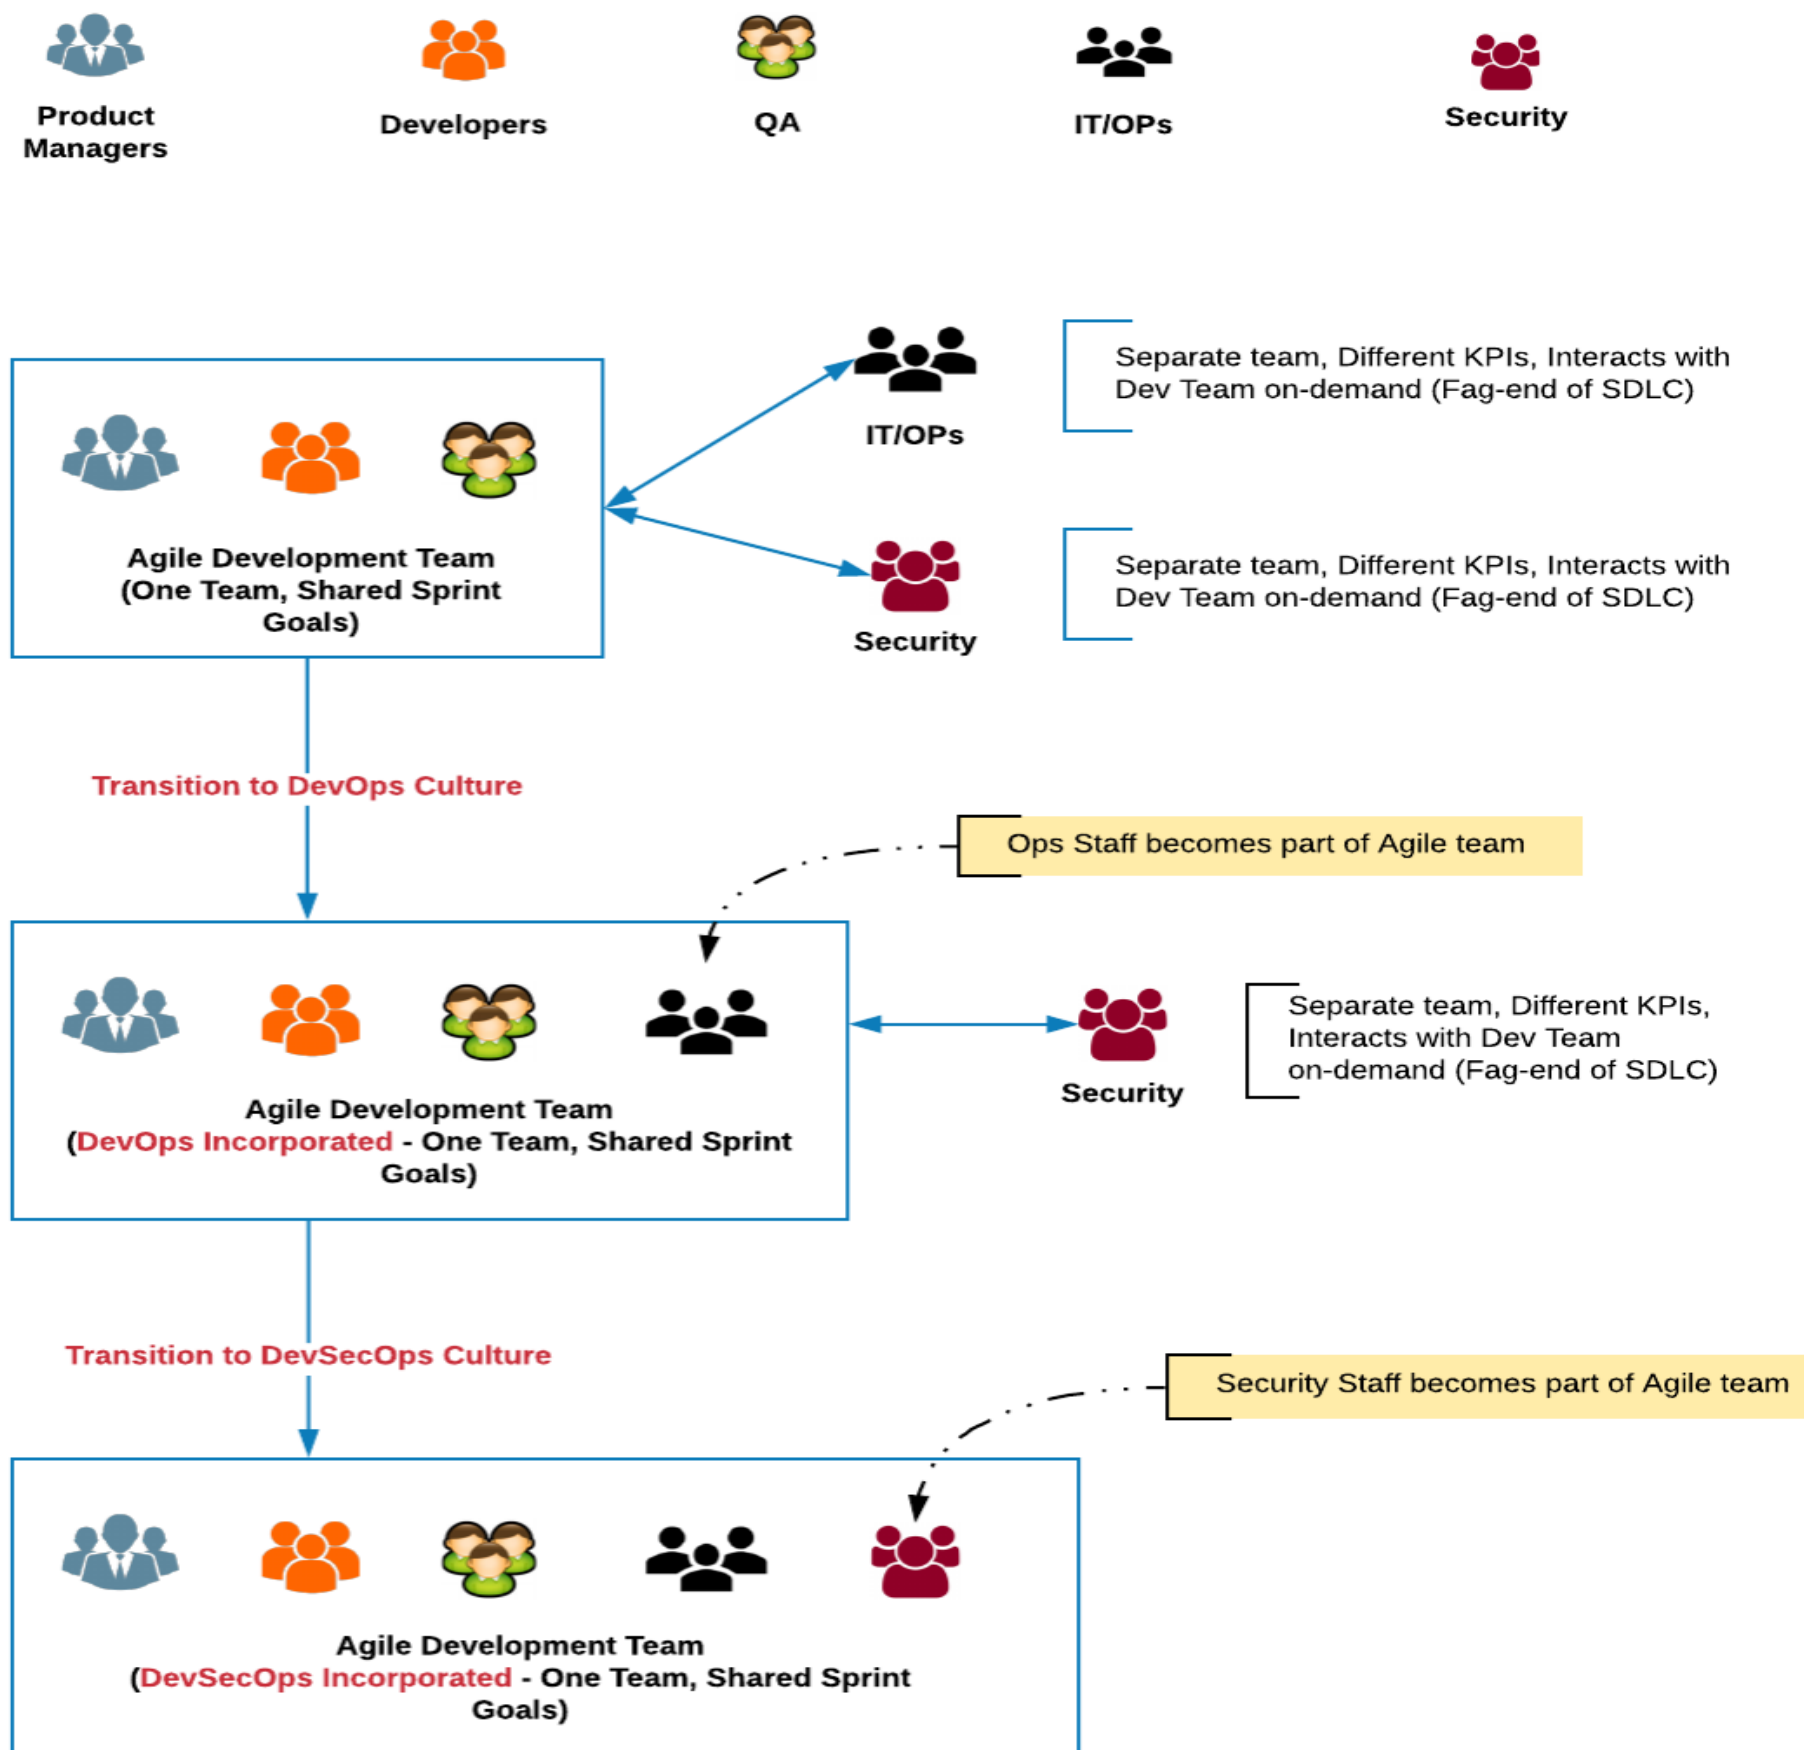 Product
Managers
Developers
QA
IT/OPs
Security
Agile Development Team
(One Team, Shared Sprint
Goals)
IT/OPs
Separate team, Different KPIs, Interacts with
Dev Team on-demand (Fag-end of SDLC)
Security
Separate team, Different KPIs, Interacts with
Dev Team on-demand (Fag-end of SDLC)
Transition to DevOps Culture
Ops Staff becomes part of Agile team
Agile Development Team
(DevOps Incorporated - One Team, Shared Sprint
Goals)
Security
Separate team, Different KPIs,
Interacts with Dev Team
on-demand (Fag-end of SDLC)
Transition to DevSecOps Culture
Security Staff becomes part of Agile team
Agile Development Team
(DevSecOps Incorporated - One Team, Shared Sprint
Goals)